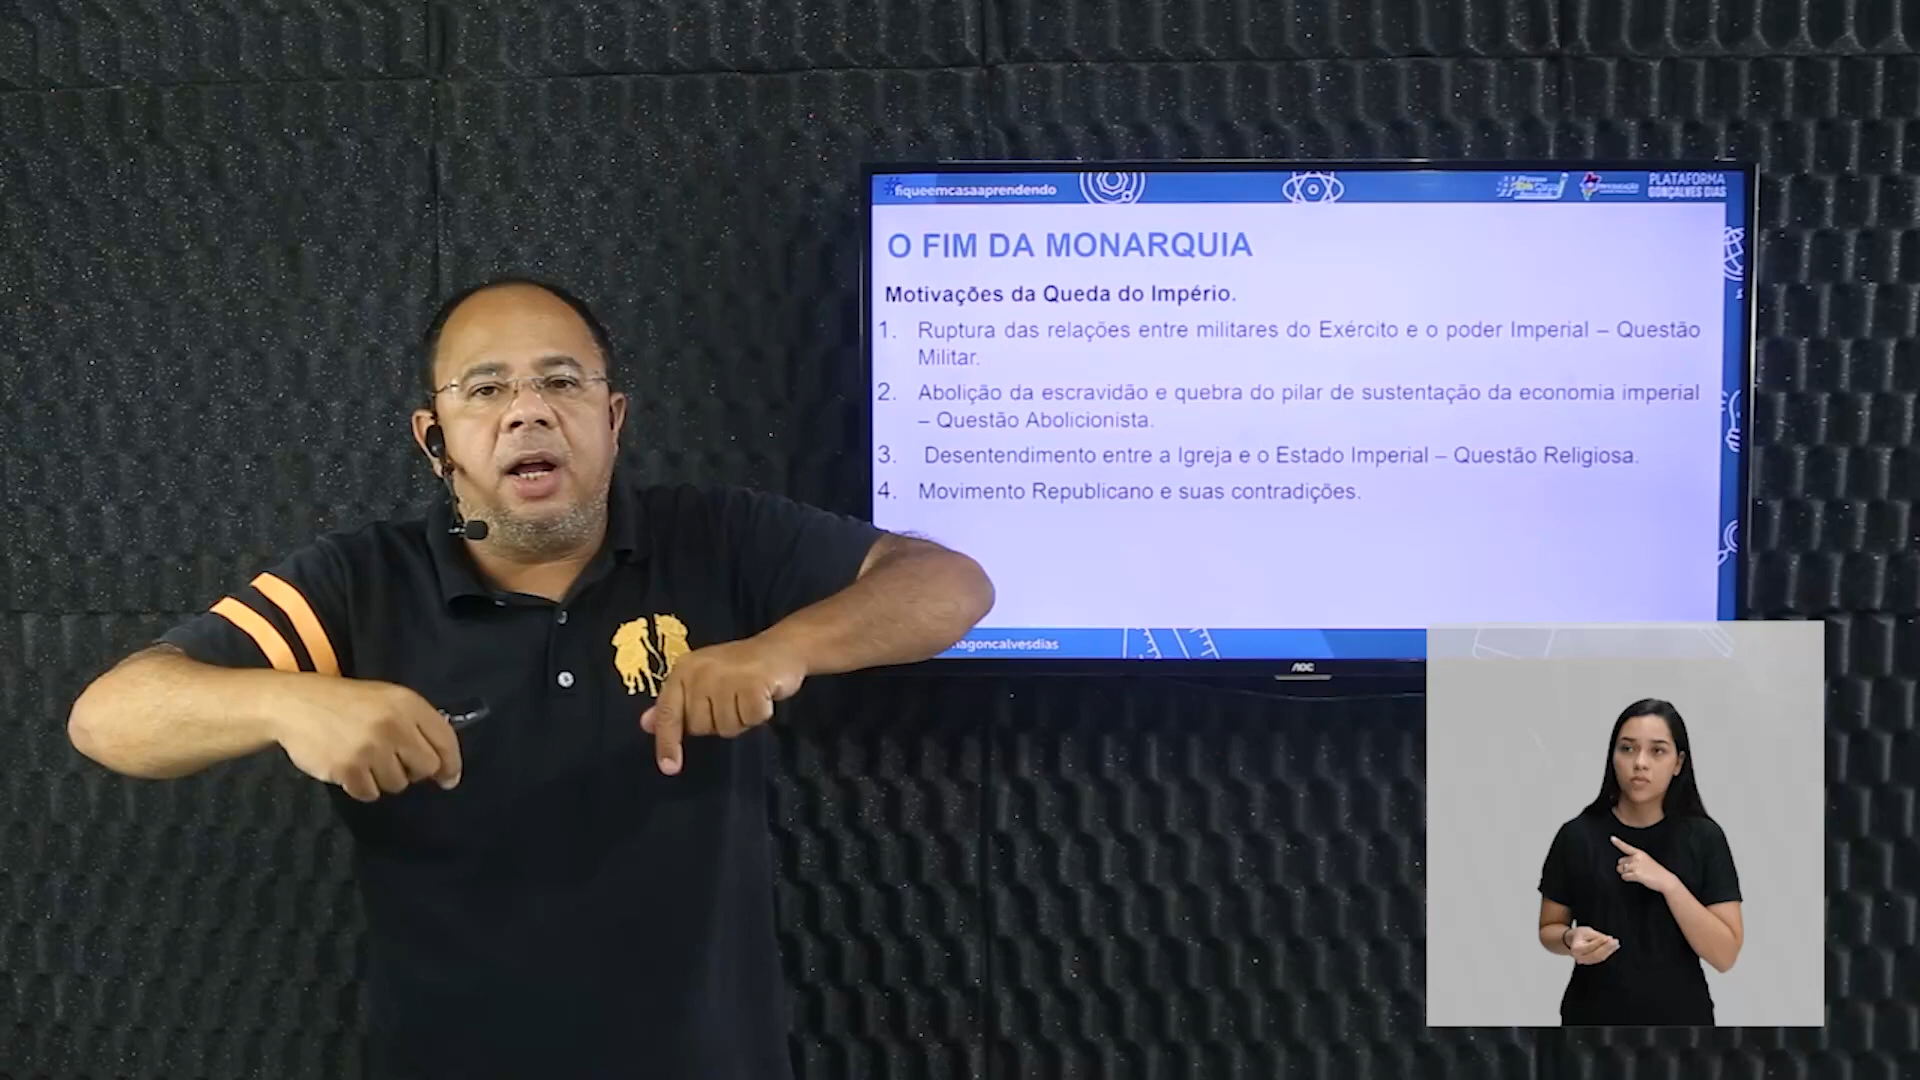 #fiqueemcasaaprendendo
PLATAFORMA
GONÇALVES DIAS
O FIM DA MONARQUIA
Motivações da Queda do Império.
1. Ruptura das relações entre militares do Exército e o poder Imperial – Questão
Militar.
2. Abolição da escravidão e quebra do pilar de sustentação da economia imperial
– Questão Abolicionista.
3. Desentendimento entre a Igreja e o Estado Imperial – Questão Religiosa.
4. Movimento Republicano e suas contradições.
agoncalvesdias
AOC